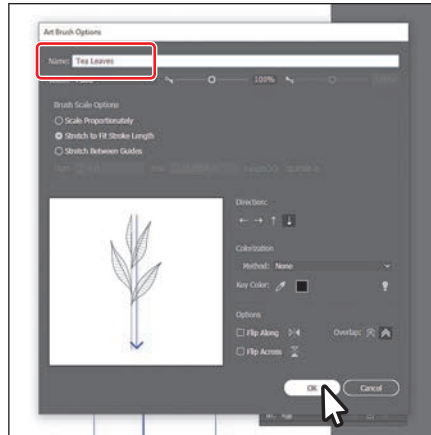 Art Brush Options
Name: Tea Leaves
100%
Brush Scale Options
Scale Proportionately
Stretch to Fit Stroke Length
Stretch Between Guides
Direction:
Colorization
Method: None
Key Color:
Options
Flip Along
Overlap:
Flip Across
OK
Cancel